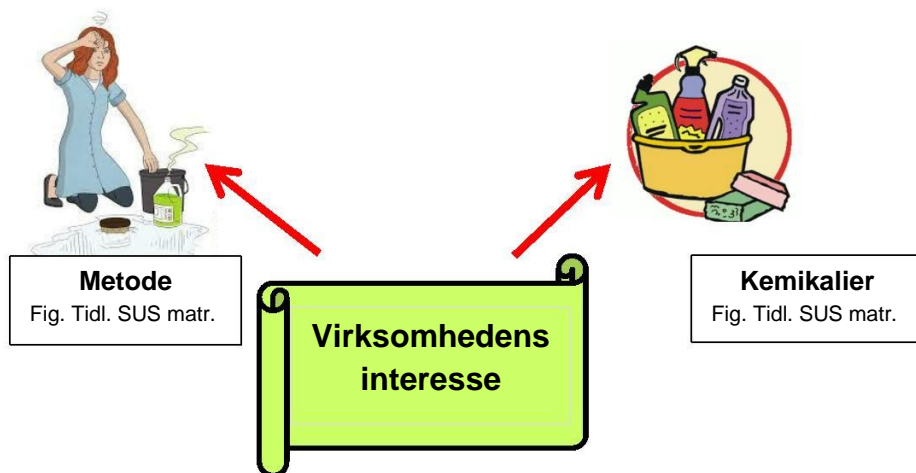 Metode
Fig. Tidl. SUS matr.
Virksomhedens
interesse
Kemikalier
Fig. Tidl. SUS matr.